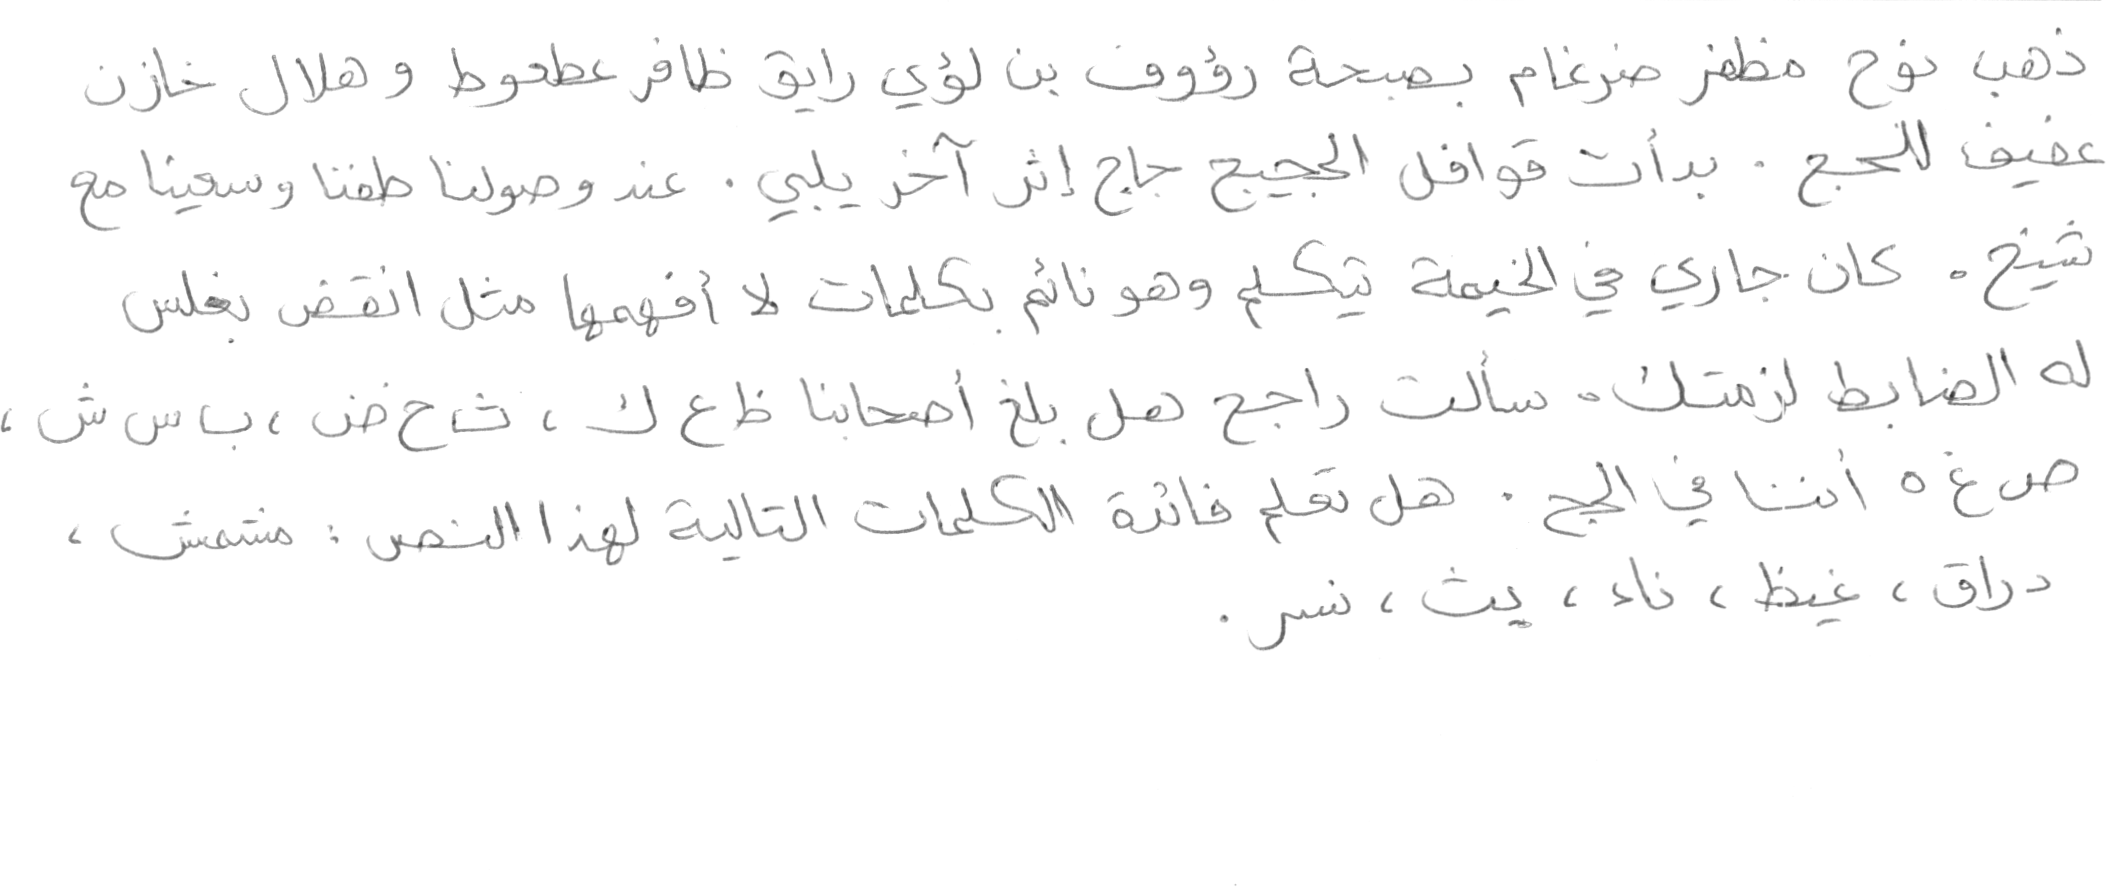 ذهب نوح مظفر ضرغام بصبحة رؤوف بن لؤي رايق ظافر عطعوط و هلال خازن
عفيف للحج . بدأت قوافل الحجيج حاج إثر آخر يلبي . عند وصولنا طفنا وسعينا مع
شيخ . كان جاري في الخيمة يتكلم وهو نائم بكلمات لا أفهمها مثل انقض بغلس
له الضابط لزمتك . سألت راجح هل بلغ أصحابنا ظ ع ك ، ث ح ض ، ب س ش ،
ص غ ه أننا في الحج . هل تعلم فائدة الكلمات التالية لهذا النص : مشمش ،
دراق ، غيظ ، ناء ، يث ، نسر .